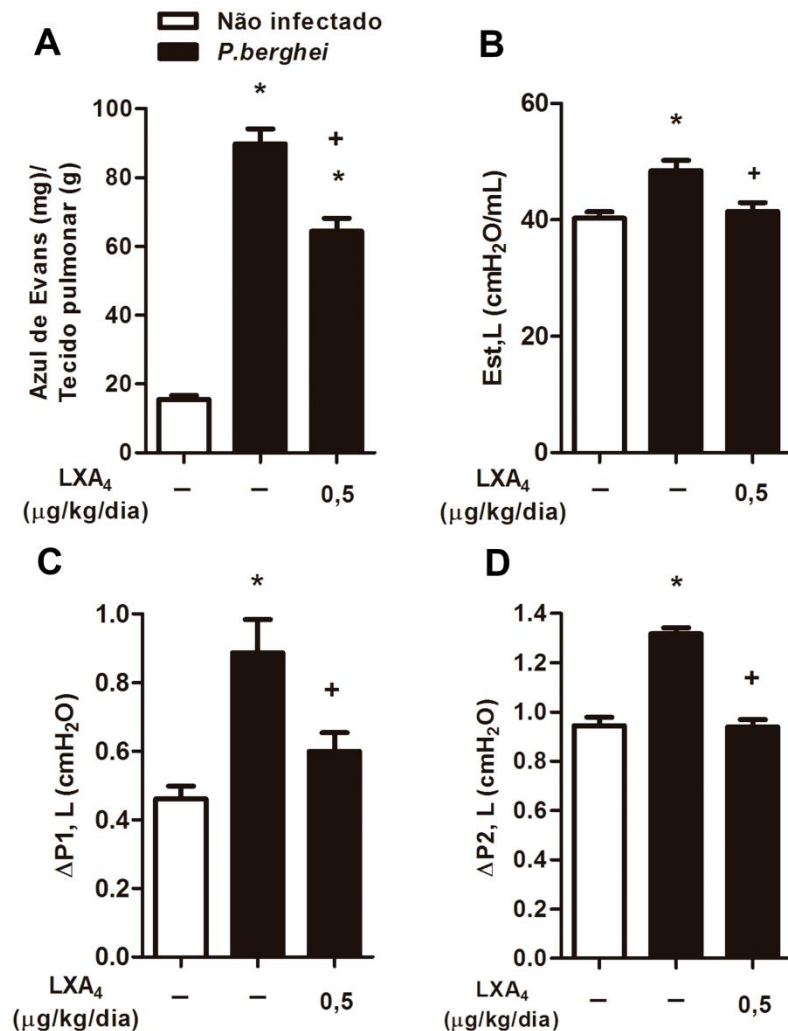 Não infectado
P.berghei
A
Azul de Evans (mg)/
Tecido pulmonar (g)
100
80
60
40
20
0
*
+
*
LXA4
(μg/kg/dia)
– – 0,5
B
Est,L (cmH2O/mL)
60
40
20
0
*
+
LXA4
(μg/kg/dia)
– – 0,5
C
ΔP1, L (cmH2O)
1.0
0.8
0.6
0.4
0.2
0.0
*
+
LXA4
(μg/kg/dia)
– – 0,5
D
ΔP2, L (cmH2O)
1.4
1.2
1.0
0.8
0.6
0.4
0.2
0.0
*
+
LXA4
(μg/kg/dia)
– – 0,5